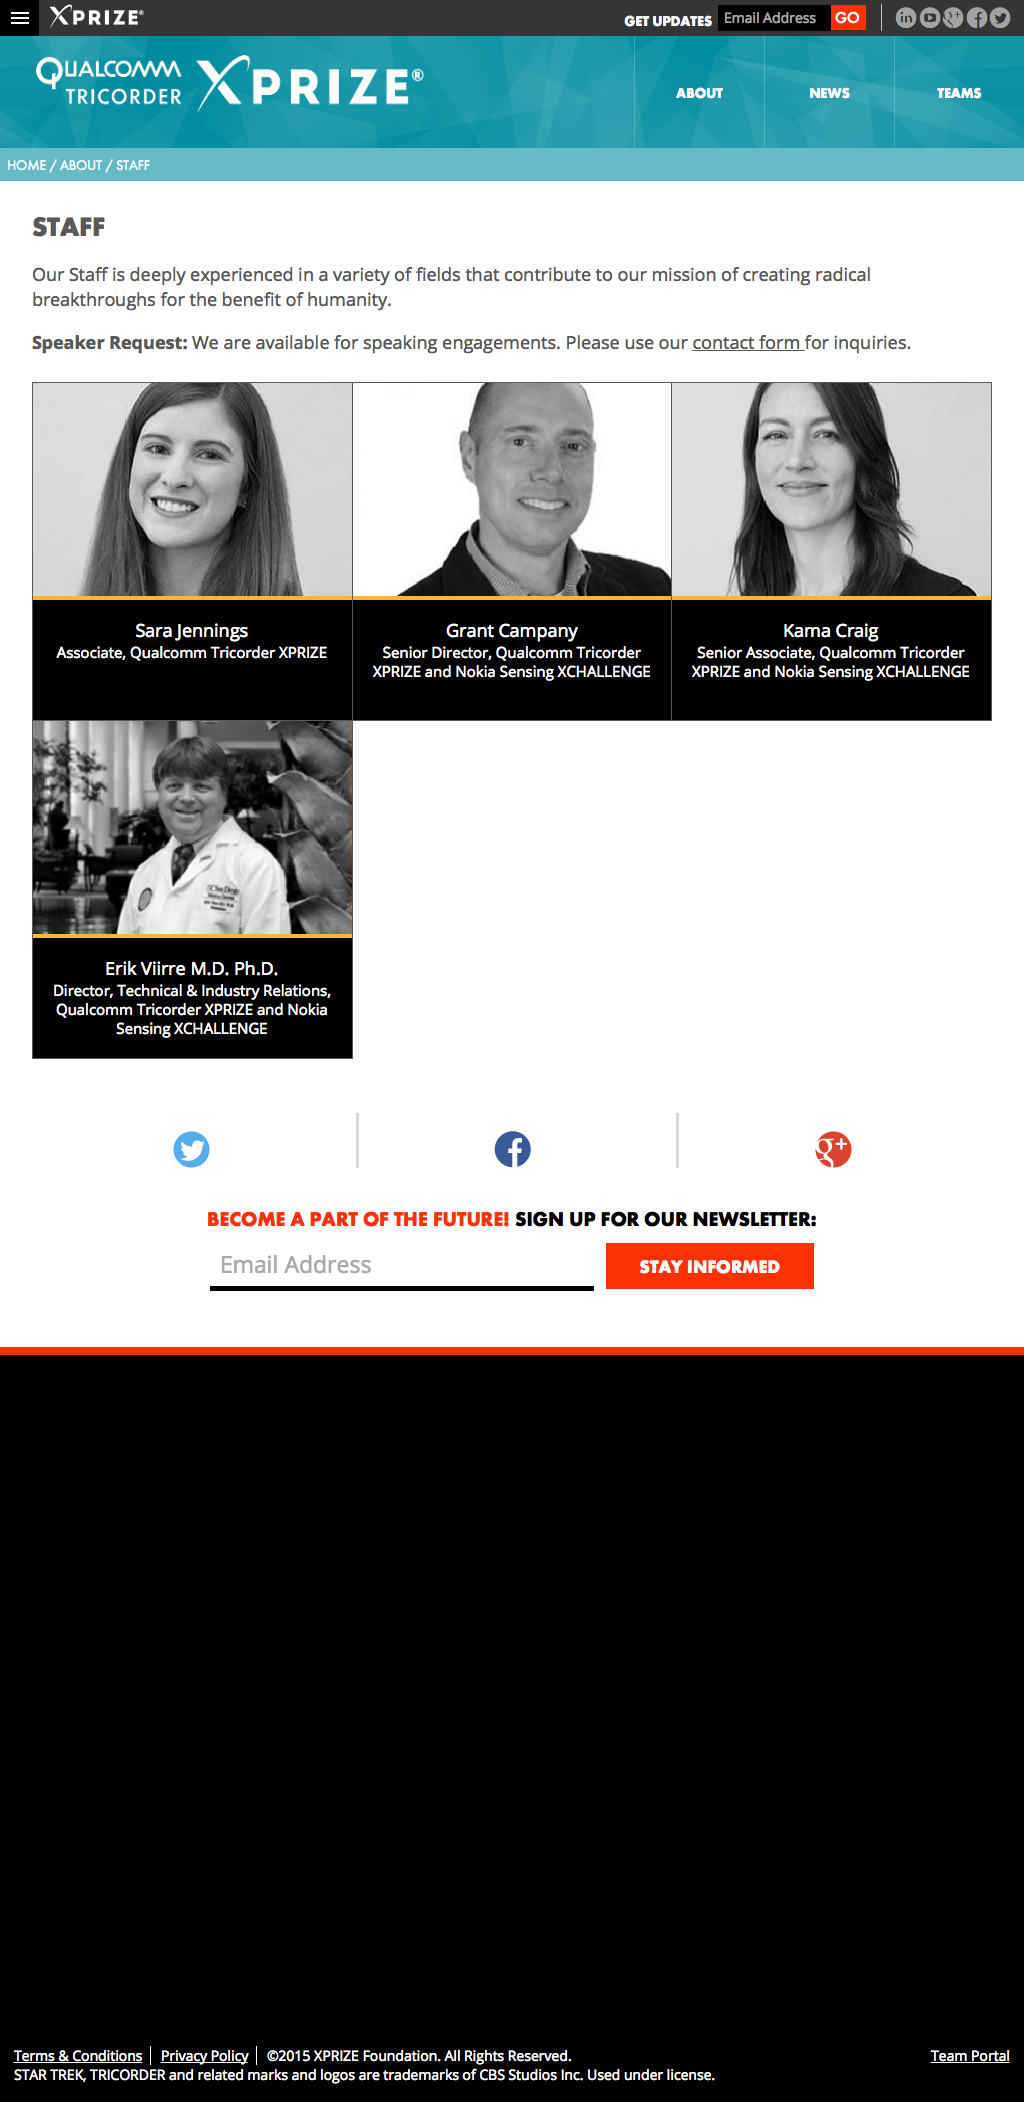 XPRIZE®
GET UPDATES
Email Address
GO
QUALCOMM
TRICORDER
XPRIZE®
ABOUT
NEWS
TEAMS
HOME / ABOUT / STAFF
STAFF
Our Staff is deeply experienced in a variety of fields that contribute to our mission of creating radical
breakthroughs for the benefit of humanity.
Speaker Request: We are available for speaking engagements. Please use our contact form for inquiries.
Sara Jennings
Associate, Qualcomm Tricorder XPRIZE
Grant Campany
Senior Director, Qualcomm Tricorder
XPRIZE and Nokia Sensing XCHALLENGE
Kama Craig
Senior Associate, Qualcomm Tricorder
XPRIZE and Nokia Sensing XCHALLENGE
UC San Diego
Erik Viirre M.D. Ph.D.
Director, Technical & Industry Relations,
Qualcomm Tricorder XPRIZE and Nokia
Sensing XCHALLENGE
BECOME A PART OF THE FUTURE! SIGN UP FOR OUR NEWSLETTER:
Email Address
STAY INFORMED
Terms & Conditions
Privacy Policy
©2015 XPRIZE Foundation. All Rights Reserved.
Team Portal
STAR TREK, TRICORDER and related marks and logos are trademarks of CBS Studios Inc. Used under license.